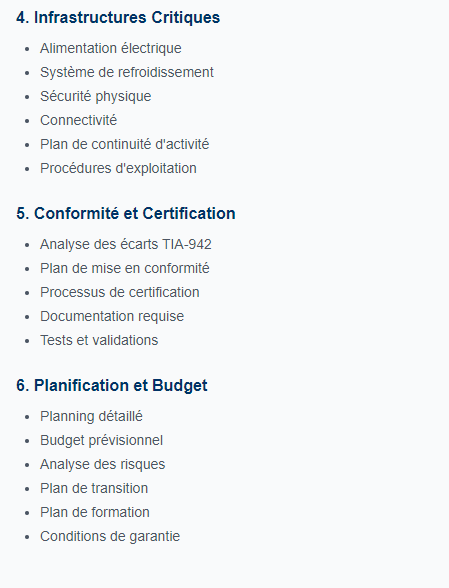 4. Infrastructures Critiques
• Alimentation électrique
• Système de refroidissement
• Sécurité physique
• Connectivité
• Plan de continuité d'activité
• Procédures d'exploitation
5. Conformité et Certification
• Analyse des écarts TIA-942
• Plan de mise en conformité
• Processus de certification
• Documentation requise
• Tests et validations
6. Planification et Budget
• Planning détaillé
• Budget prévisionnel
• Analyse des risques
• Plan de transition
• Plan de formation
• Conditions de garantie